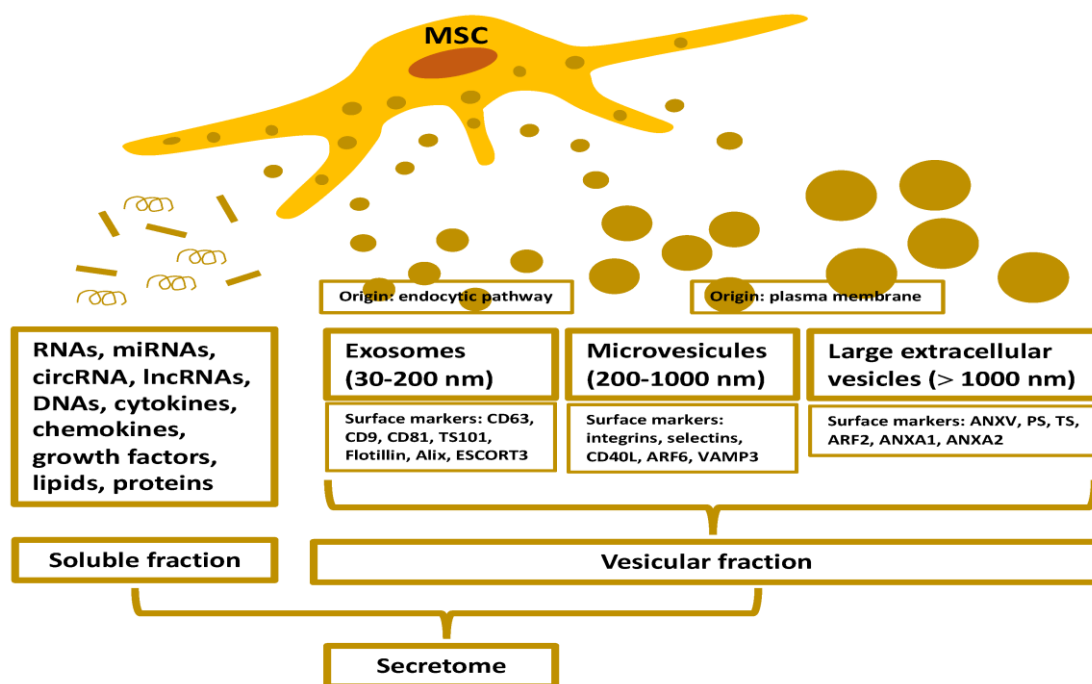 MSC
Origin: endocytic pathway
Origin: plasma membrane
RNAs, miRNAs,
circRNA, lncRNAs,
DNAs, cytokines,
chemokines,
growth factors,
lipids, proteins
Exosomes
(30-200 nm)
Microvesicules
(200-1000 nm)
Large extracellular
vesicles (> 1000 nm)
Surface markers: CD63,
CD9, CD81, TS101,
Flotillin, Alix, ESCORT3
Surface markers:
integrins, selectins,
CD40L, ARF6, VAMP3
Surface markers: ANXV, PS, TS,
ARF2, ANXA1, ANXA2
Soluble fraction
Vesicular fraction
Secretome